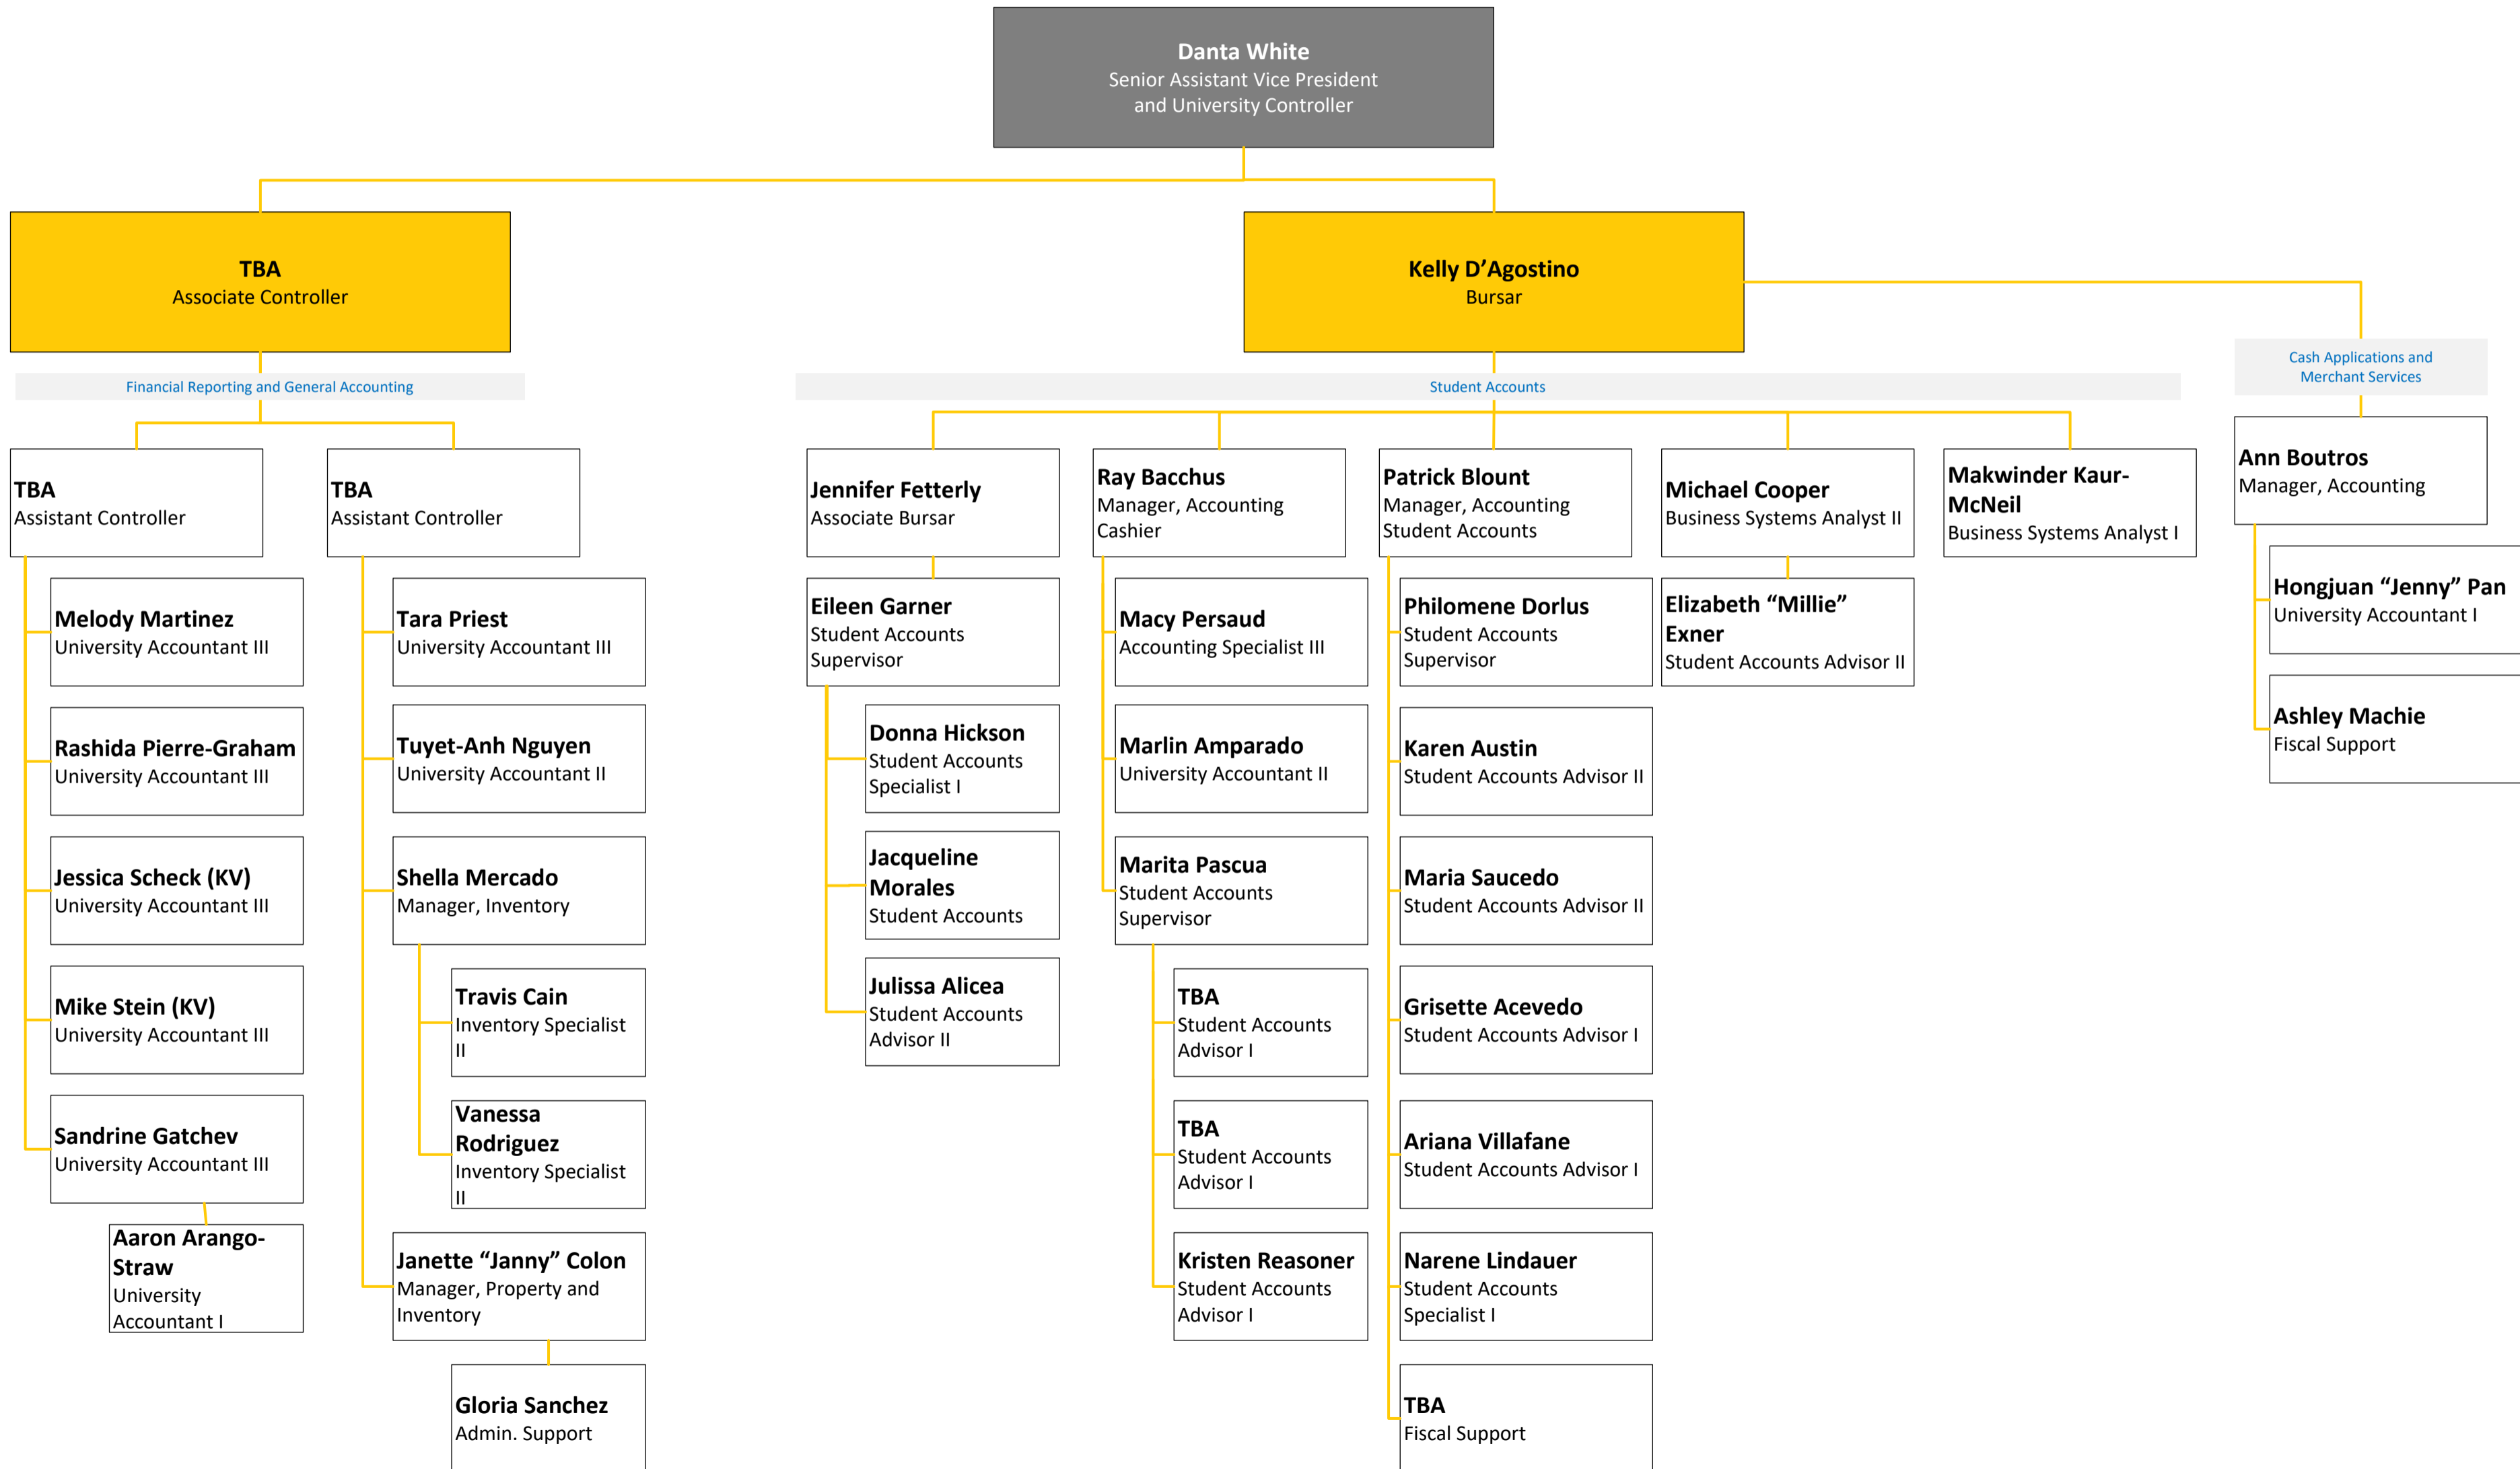 Danta White
Senior Assistant Vice President
and University Controller
TBA
Associate Controller
Kelly D’Agostino
Bursar
Financial Reporting and General Accounting
Student Accounts
Cash Applications and
Merchant Services
TBA
Assistant Controller
Melody Martinez
University Accountant III
Rashida Pierre-Graham
University Accountant III
Jessica Scheck (KV)
University Accountant III
Mike Stein (KV)
University Accountant III
Sandrine Gatchev
University Accountant III
Aaron Arango-
Straw
University
Accountant I
TBA
Assistant Controller
Tara Priest
University Accountant III
Tuyet-Anh Nguyen
University Accountant II
Shella Mercado
Manager, Inventory
Travis Cain
Inventory Specialist
II
Vanessa
Rodriguez
Inventory Specialist
II
Janette “Janny” Colon
Manager, Property and
Inventory
Gloria Sanchez
Admin. Support
Jennifer Fetterly
Associate Bursar
Eileen Garner
Student Accounts
Supervisor
Donna Hickson
Student Accounts
Specialist I
Jacqueline
Morales
Student Accounts
Julissa Alicea
Student Accounts
Advisor II
Ray Bacchus
Manager, Accounting
Cashier
Macy Persaud
Accounting Specialist III
Marlin Amparado
University Accountant II
Marita Pascua
Student Accounts
Supervisor
TBA
Student Accounts
Advisor I
TBA
Student Accounts
Advisor I
Kristen Reasoner
Student Accounts
Advisor I
Patrick Blount
Manager, Accounting
Student Accounts
Philomene Dorlus
Student Accounts
Supervisor
Karen Austin
Student Accounts Advisor II
Maria Saucedo
Student Accounts Advisor II
Grisette Acevedo
Student Accounts Advisor I
Ariana Villafane
Student Accounts Advisor I
Narene Lindauer
Student Accounts
Specialist I
TBA
Fiscal Support
Michael Cooper
Business Systems Analyst II
Elizabeth “Millie”
Exner
Student Accounts Advisor II
Makwinder Kaur-
McNeil
Business Systems Analyst I
Ann Boutros
Manager, Accounting
Hongjuan “Jenny” Pan
University Accountant I
Ashley Machie
Fiscal Support